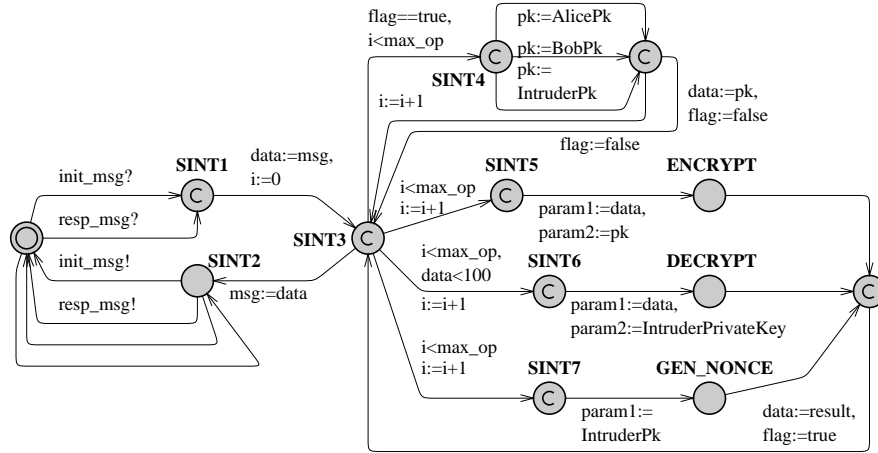 flag==true,
i<max_op
pk:=AlicePk
pk:=BobPk
pk:=
IntruderPk
C
C
SINT4
i:=i+1
data:=pk,
flag:=false
flag:=false
SINT1
data:=msg,
i:=0
init_msg?
C
resp_msg?
SINT5
ENCRYPT
i<max_op
i:=i+1
C
param1:=data,
param2:=pk
SINT3
C
init_msg!
SINT2
msg:=data
resp_msg!
i<max_op,
data<100
i:=i+1
SINT6
DECRYPT
C
C
param1:=data,
param2:=IntruderPrivateKey
i<max_op
i:=i+1
SINT7
GEN_NONCE
C
param1:=
IntruderPk
data:=result,
flag:=true